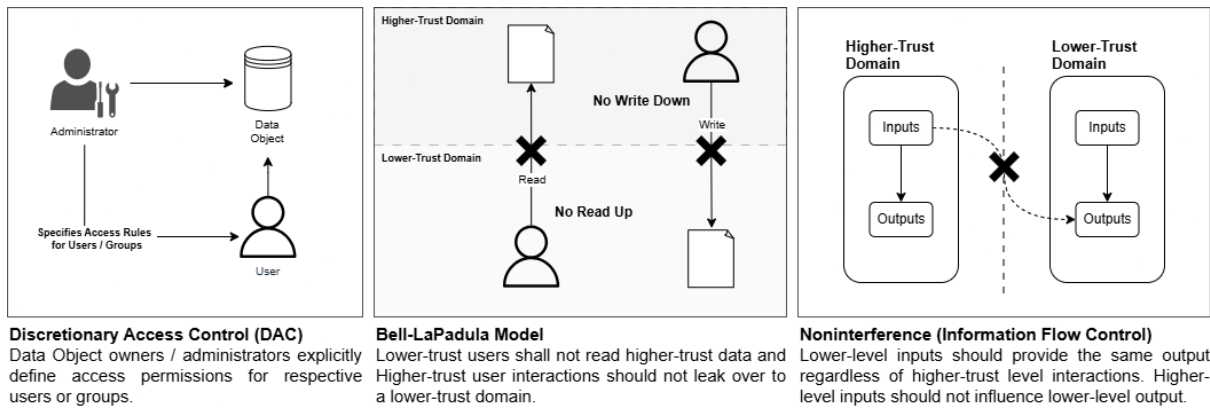 Administrator
Data
Object
Specifies Access Rules
for Users / Groups
User
Discretionary Access Control (DAC)
Data Object owners / administrators explicitly
define access permissions for respective
users or groups.
Higher-Trust Domain
No Write Down
Write
Lower-Trust Domain
Read
No Read Up
Bell-LaPadula Model
Lower-trust users shall not read higher-trust data and
Higher-trust user interactions should not leak over to
a lower-trust domain.
Higher-Trust
Domain
Inputs
Outputs
Lower-Trust
Domain
Inputs
Outputs
Noninterference (Information Flow Control)
Lower-level inputs should provide the same output
regardless of higher-trust level interactions. Higher-
level inputs should not influence lower-level output.